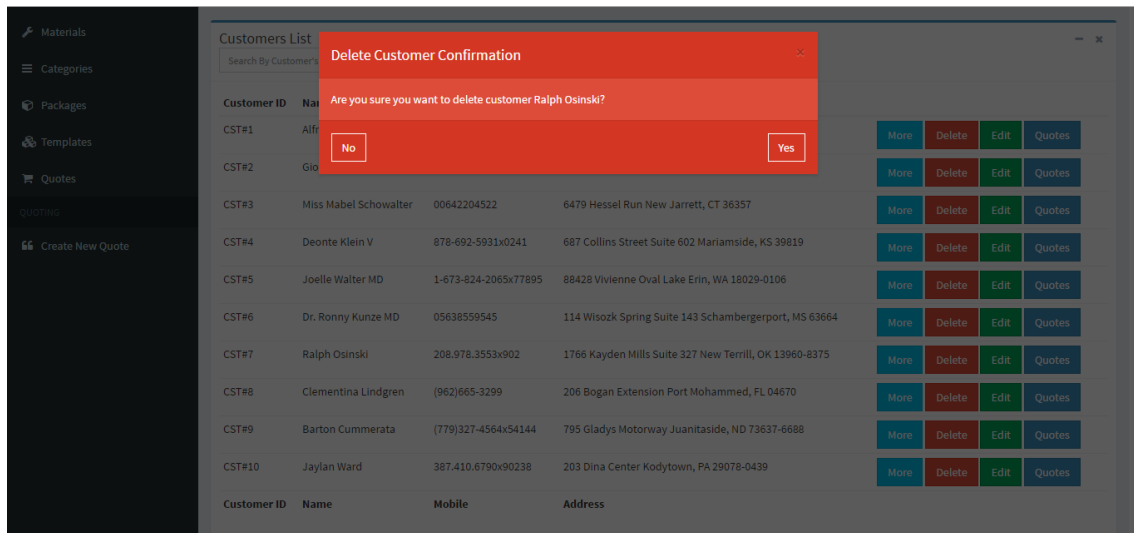 Materials
Categories
Packages
Templates
Quotes
QUOTING
Create New Quote
Customers List
Search By Customer's
Delete Customer Confirmation ×
Are you sure you want to delete customer Ralph Osinski?
No Yes
Customer ID
CST#1 More Delete Edit Quotes
CST#2 More Delete Edit Quotes
CST#3 Miss Mabel Schowalter 00642204522 6479 Hessel Run New Jarrett, CT 36357 More Delete Edit Quotes
CST#4 Deonte Klein V 878-692-5931x0241 687 Collins Street Suite 602 Mariamside, KS 39819 More Delete Edit Quotes
CST#5 Joelle Walter MD 1-673-824-2065x77895 88428 Vivienne Oval Lake Erin, WA 18029-0106 More Delete Edit Quotes
CST#6 Dr. Ronny Kunze MD 05638559545 114 Wisozk Spring Suite 143 Schambergerport, MS 63664 More Delete Edit Quotes
CST#7 Ralph Osinski 208.978.3553x902 1766 Kayden Mills Suite 327 New Terrill, OK 13960-8375 More Delete Edit Quotes
CST#8 Clementina Lindgren (962)665-3299 206 Bogan Extension Port Mohammed, FL 04670 More Delete Edit Quotes
CST#9 Barton Cummerata (779)327-4564x54144 795 Gladys Motorway Juanitaside, ND 73637-6688 More Delete Edit Quotes
CST#10 Jaylan Ward 387.410.6790x90238 203 Dina Center Kodytown, PA 29078-0439 More Delete Edit Quotes
Customer ID Name Mobile Address